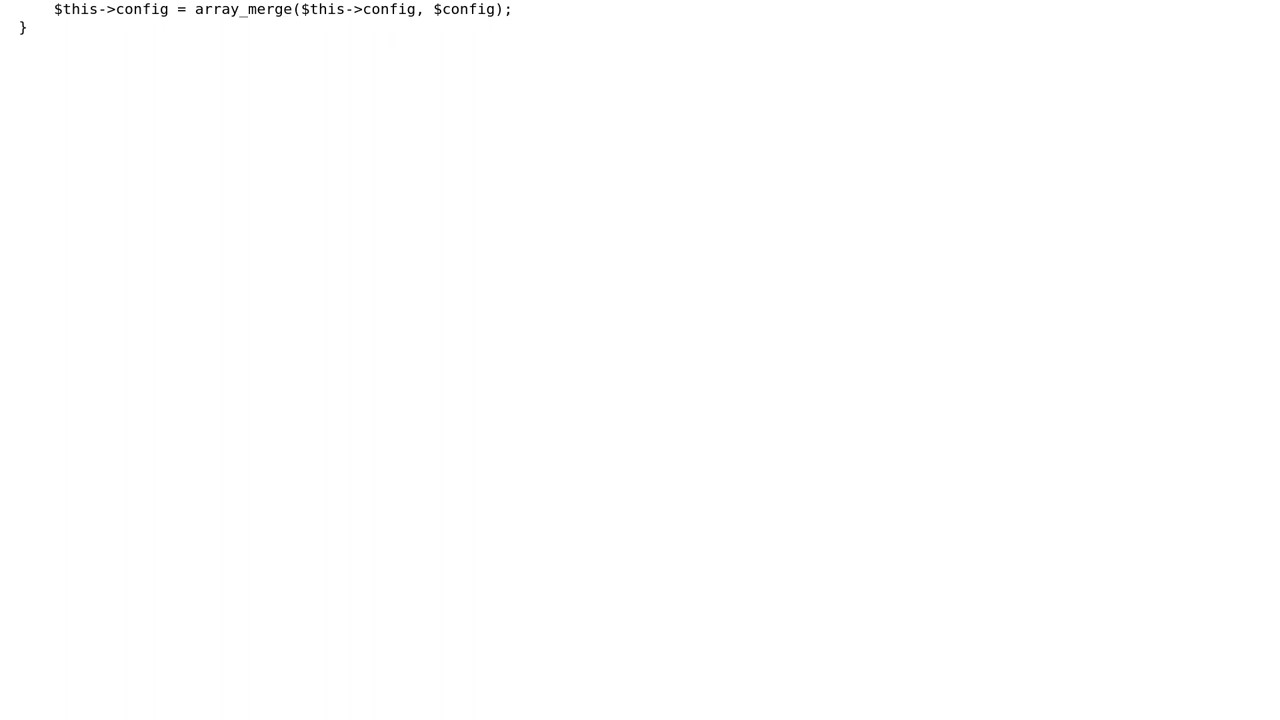 $this->config = array_merge($this->config, $config);
}